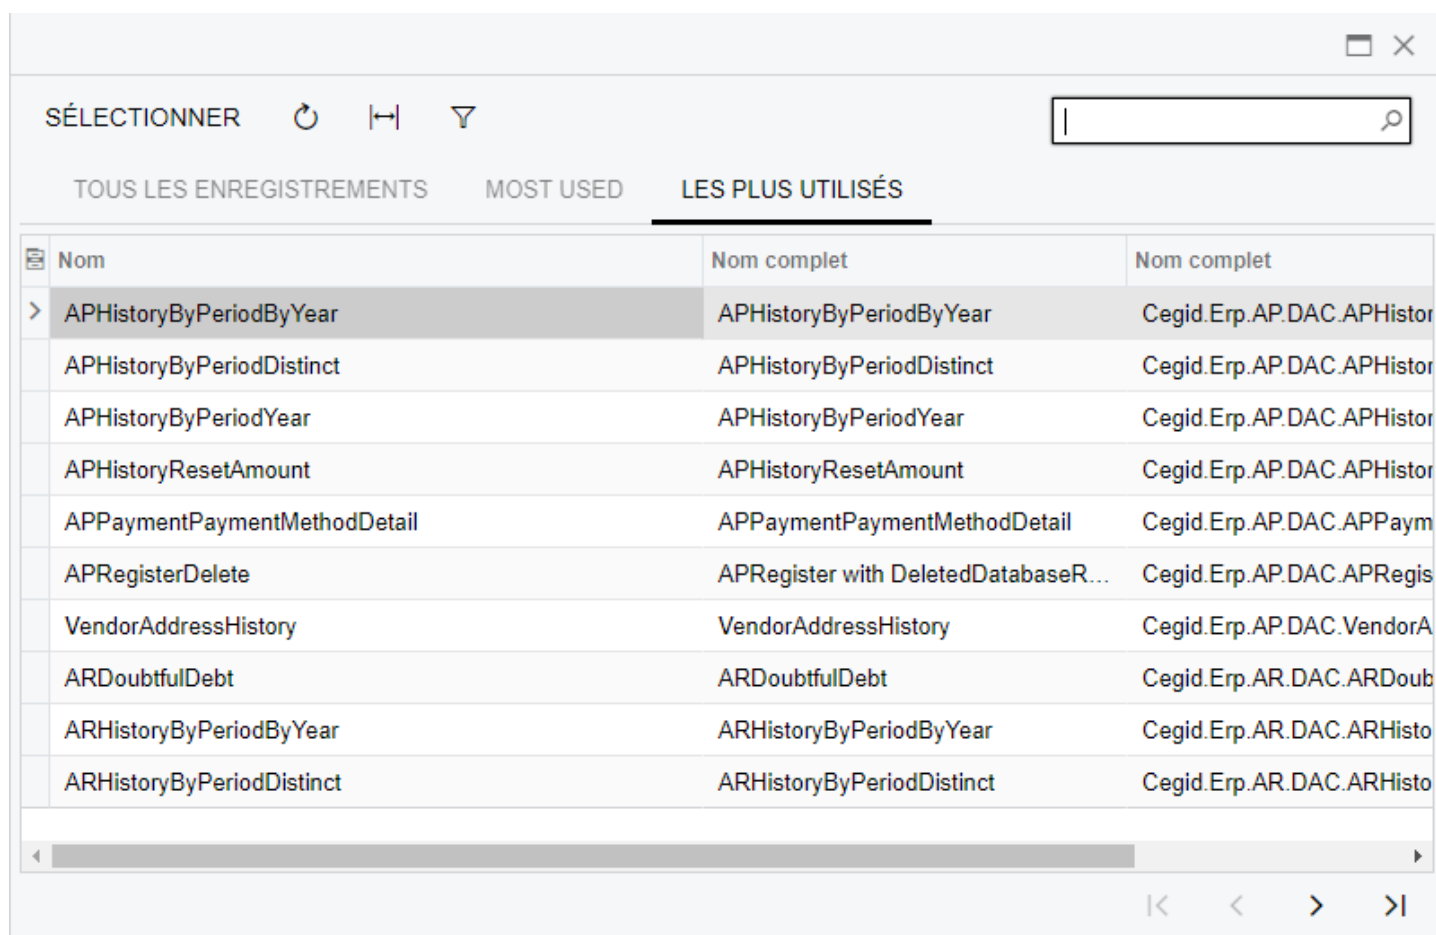 SÉLECTIONNER
TOUS LES ENREGISTREMENTS MOST USED LES PLUS UTILISÉS
Nom Nom complet Nom complet
APHistoryByPeriodByYear APHistoryByPeriodByYear Cegid.Erp.AP.DAC.APHistor
APHistoryByPeriodDistinct APHistoryByPeriodDistinct Cegid.Erp.AP.DAC.APHistor
APHistoryByPeriodYear APHistoryByPeriodYear Cegid.Erp.AP.DAC.APHistor
APHistoryResetAmount APHistoryResetAmount Cegid.Erp.AP.DAC.APHistor
APPaymentPaymentMethodDetail APPaymentPaymentMethodDetail Cegid.Erp.AP.DAC.APPaym
APRegisterDelete APRegister with DeletedDatabaseR... Cegid.Erp.AP.DAC.APRegis
VendorAddressHistory VendorAddressHistory Cegid.Erp.AP.DAC.VendorA
ARDoubtfulDebt ARDoubtfulDebt Cegid.Erp.AR.DAC.ARDoub
ARHistoryByPeriodByYear ARHistoryByPeriodByYear Cegid.Erp.AR.DAC.ARHisto
ARHistoryByPeriodDistinct ARHistoryByPeriodDistinct Cegid.Erp.AR.DAC.ARHisto